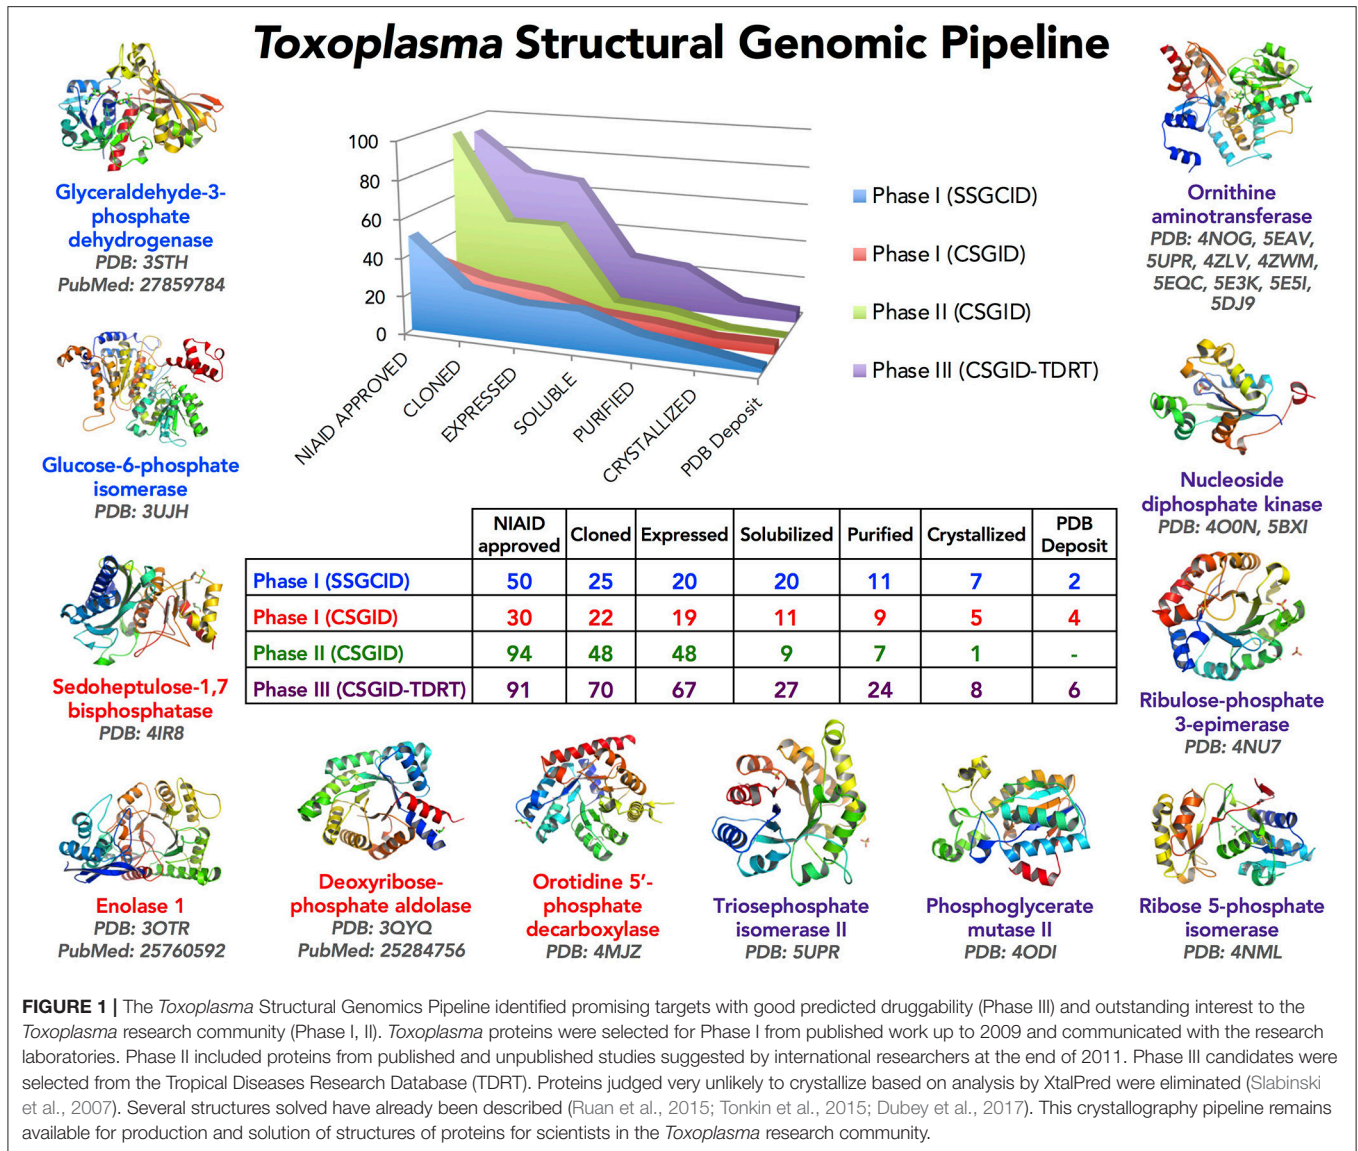 Toxoplasma Structural Genomic Pipeline
Glyceraldehyde-3-
phosphate
dehydrogenase
PDB: 3STH
PubMed: 27859784
Glucose-6-phosphate
isomerase
PDB: 3UJH
Sedoheptulose-1,7
bisphosphatase
PDB: 4IR8
Enolase 1
PDB: 3OTR
PubMed: 25760592
100
80
60
40
20
0
NIAID APPROVED
CLONED
EXPRESSED
SOLUBLE
PURIFIED
CRYSTALLIZED
PDB Deposit
Phase I (SSGCID)
Phase I (CSGID)
Phase II (CSGID)
Phase III (CSGID-TDRT)
NIAID approved Cloned Expressed Solubilized Purified Crystallized PDB Deposit
Phase I (SSGCID) 50 25 20 20 11 7 2
Phase I (CSGID) 30 22 19 11 9 5 4
Phase II (CSGID) 94 48 48 9 7 1 -
Phase III (CSGID-TDRT) 91 70 67 27 24 8 6
Ornithine
aminotransferase
PDB: 4NOG, 5EAV,
5UPR, 4ZLV, 4ZWM,
5EQC, 5E3K, 5E5I,
5DJ9
Nucleoside
diphosphate kinase
PDB: 4O0N, 5BXI
Ribulose-phosphate
3-epimerase
PDB: 4NU7
Deoxyribose-
phosphate aldolase
PDB: 3QYQ
PubMed: 25284756
Orotidine 5′-
phosphate
decarboxylase
PDB: 4MJZ
Triosephosphate
isomerase II
PDB: 5UPR
Phosphoglycerate
mutase II
PDB: 4ODI
Ribose 5-phosphate
isomerase
PDB: 4NML
FIGURE 1 | The Toxoplasma Structural Genomics Pipeline identified promising targets with good predicted druggability (Phase III) and outstanding interest to the
Toxoplasma research community (Phase I, II). Toxoplasma proteins were selected for Phase I from published work up to 2009 and communicated with the research
laboratories. Phase II included proteins from published and unpublished studies suggested by international researchers at the end of 2011. Phase III candidates were
selected from the Tropical Diseases Research Database (TDRT). Proteins judged very unlikely to crystallize based on analysis by XtalPred were eliminated (Slabinski
et al., 2007). Several structures solved have already been described (Ruan et al., 2015; Tonkin et al., 2015; Dubey et al., 2017). This crystallography pipeline remains
available for production and solution of structures of proteins for scientists in the Toxoplasma research community.